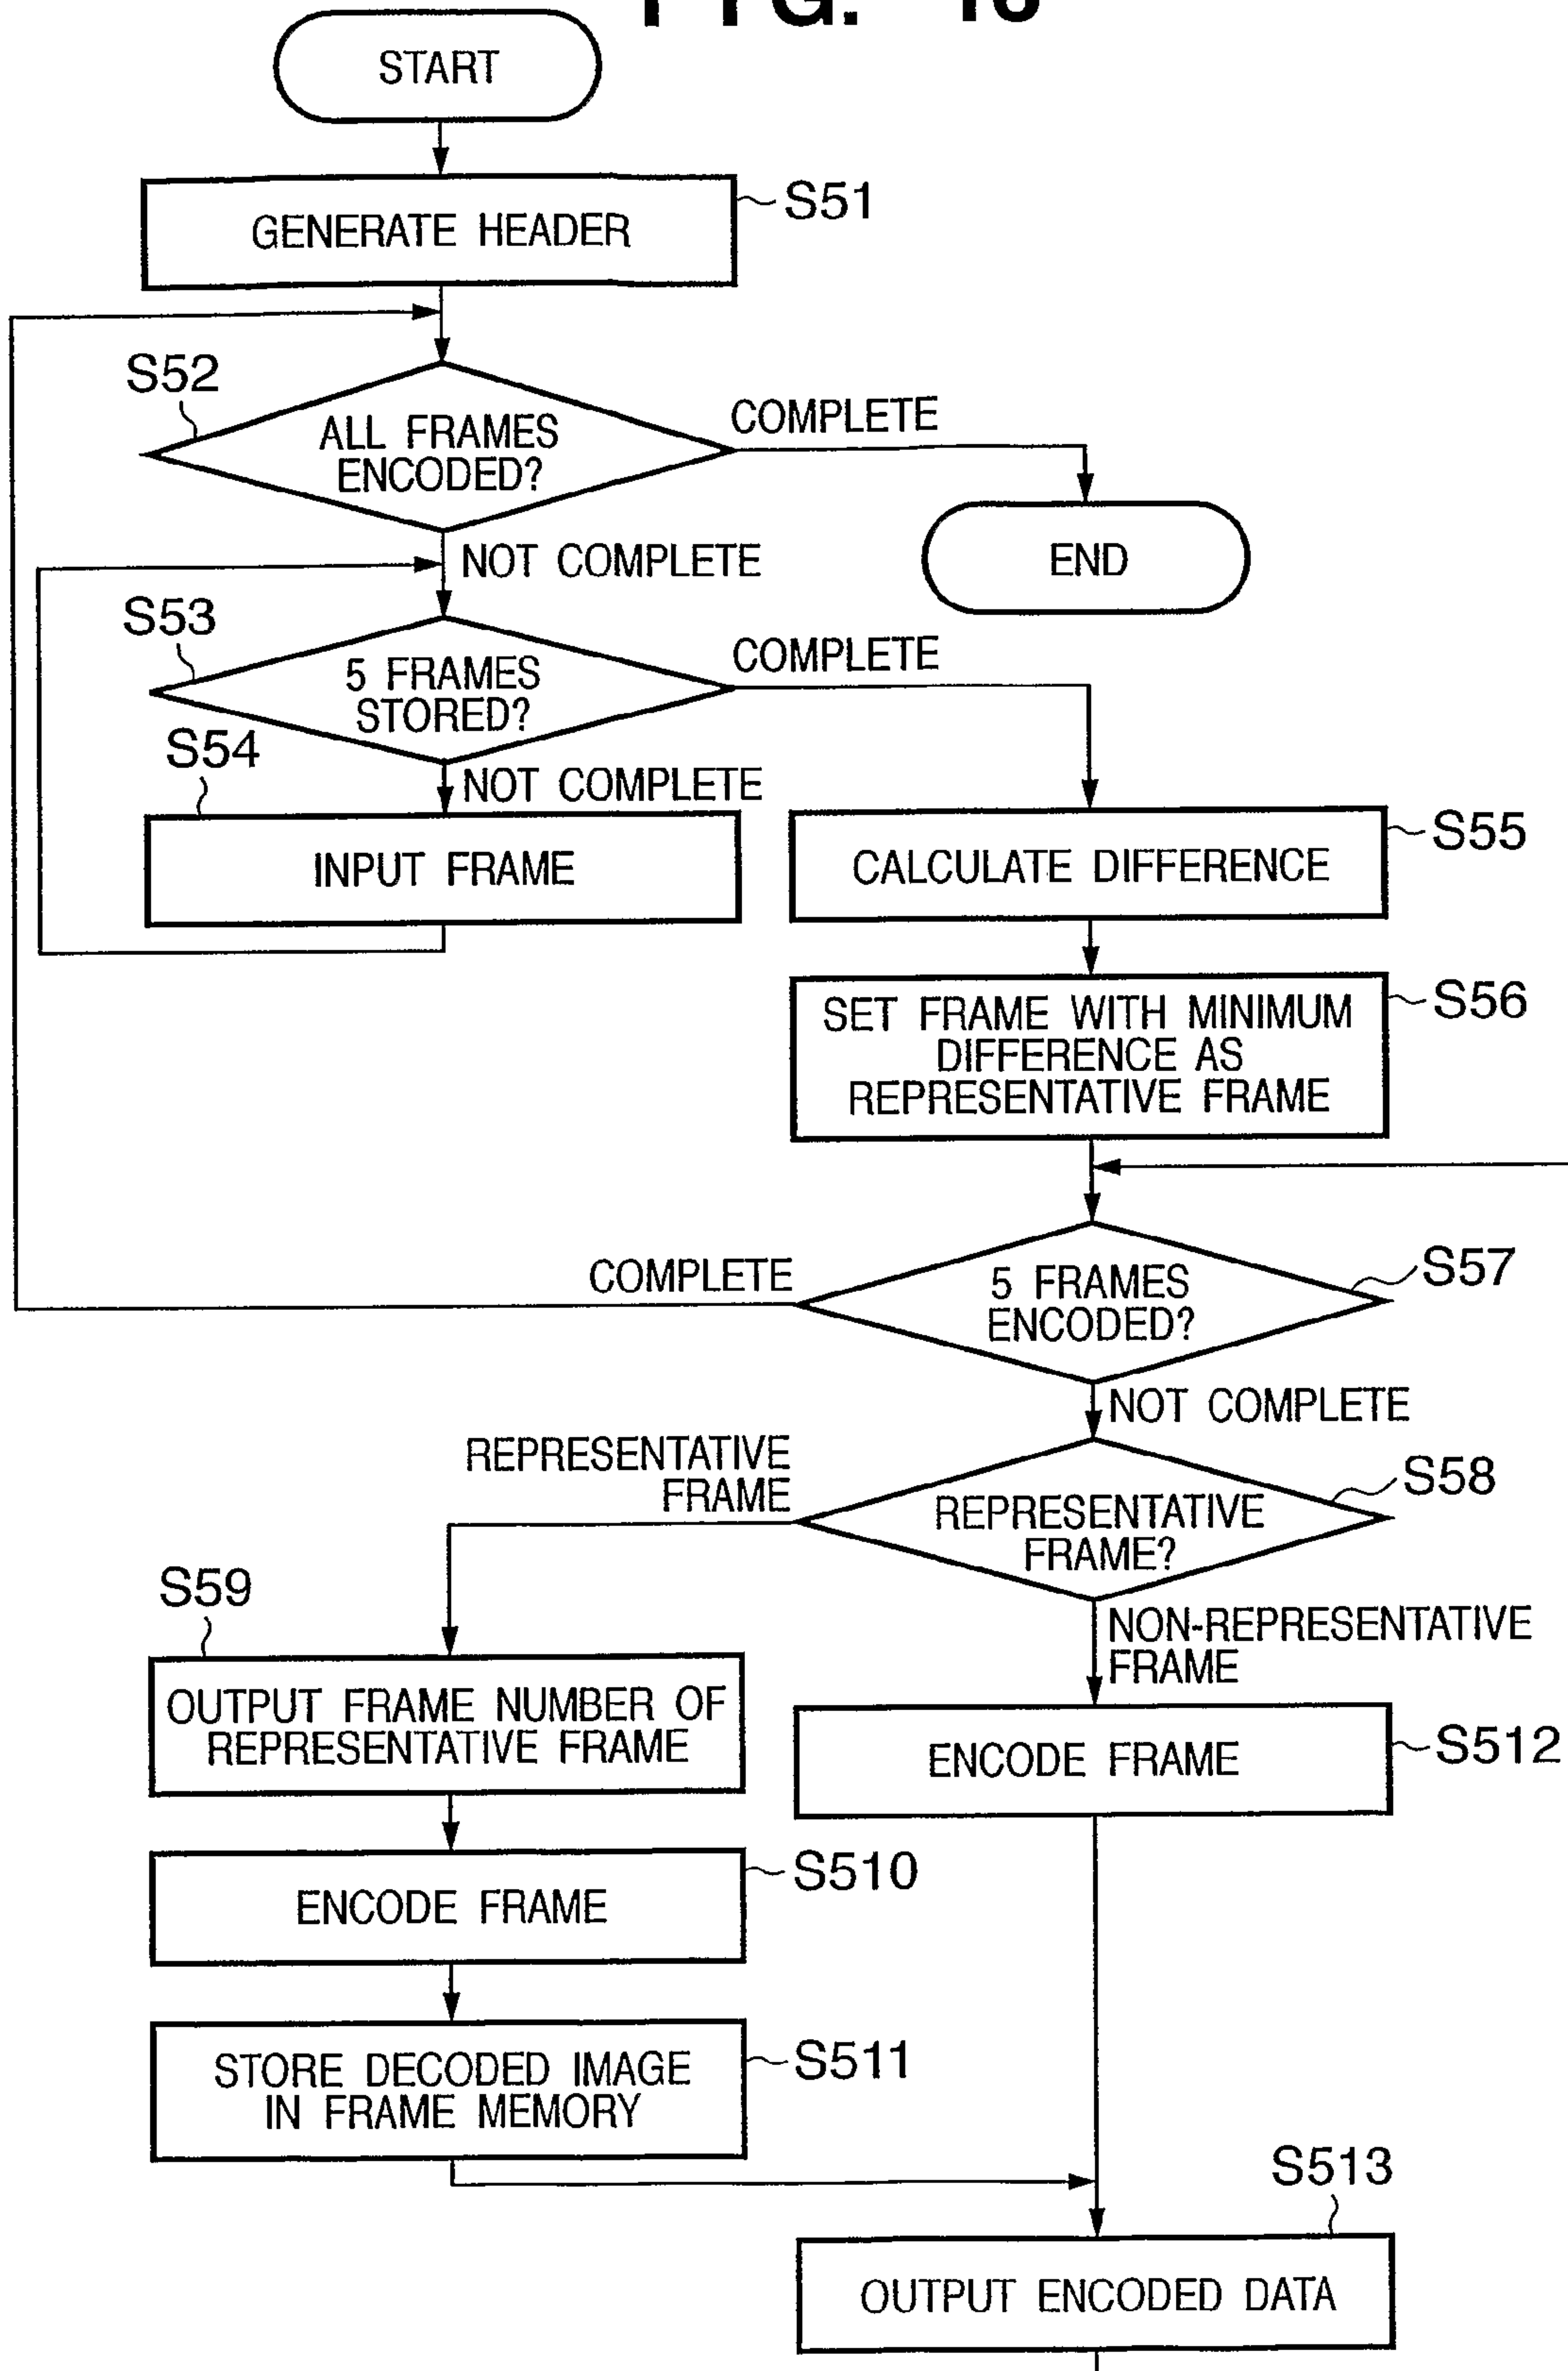 START
GENERATE HEADER
S51
S52
ALL FRAMES
ENCODED?
COMPLETE
END
NOT COMPLETE
S53
5 FRAMES
STORED?
COMPLETE
S54
NOT COMPLETE
INPUT FRAME
CALCULATE DIFFERENCE
S55
SET FRAME WITH MINIMUM
DIFFERENCE AS
REPRESENTATIVE FRAME
S56
COMPLETE
5 FRAMES
ENCODED?
S57
NOT COMPLETE
REPRESENTATIVE
FRAME
REPRESENTATIVE
FRAME?
S58
S59
NON-REPRESENTATIVE
FRAME
OUTPUT FRAME NUMBER OF
REPRESENTATIVE FRAME
ENCODE FRAME
S512
ENCODE FRAME
S510
STORE DECODED IMAGE
IN FRAME MEMORY
S511
S513
OUTPUT ENCODED DATA